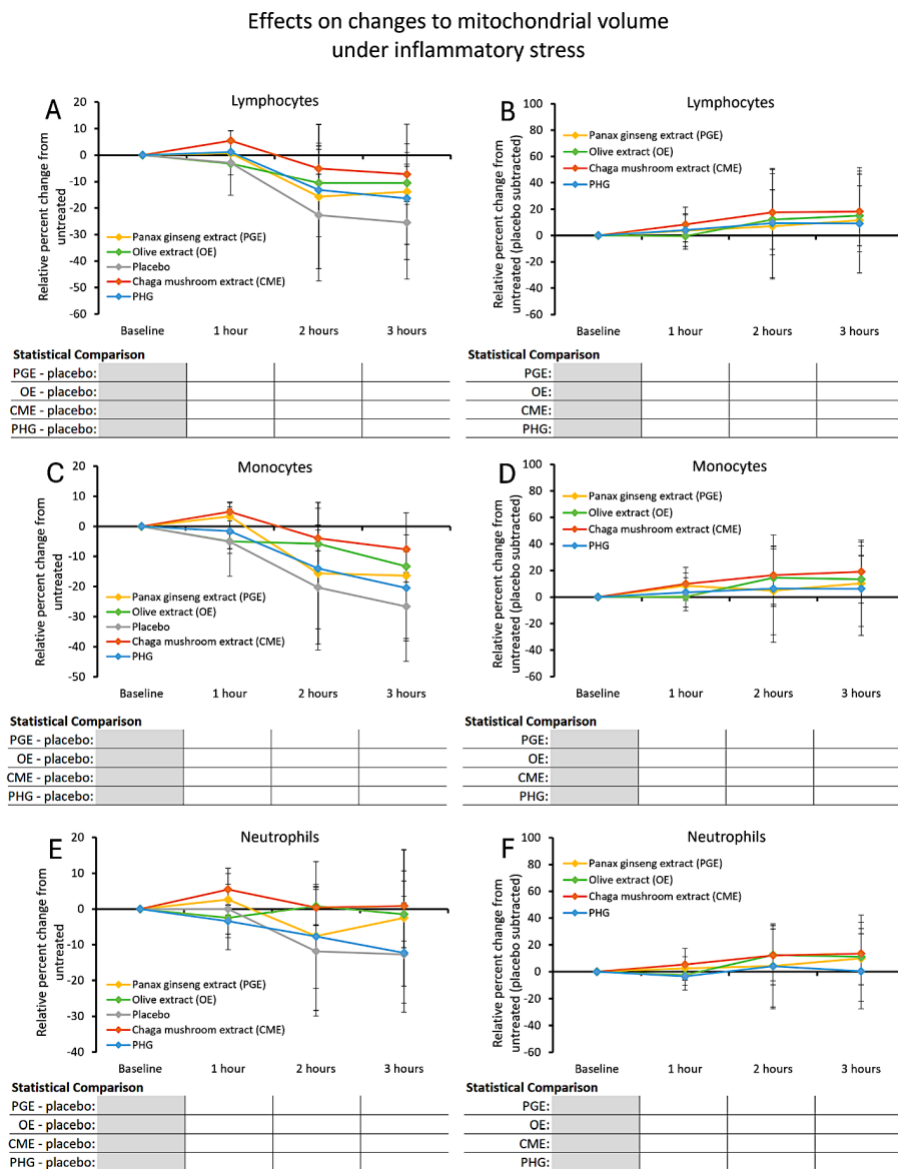 Effects on changes to mitochondrial volume
under inflammatory stress
A
Lymphocytes
Relative percent change from
untreated
20
10
0
-10
-20
-30
-40
-50
-60
Panax ginseng extract (PGE)
Olive extract (OE)
Placebo
Chaga mushroom extract (CME)
PHG
Baseline 1 hour 2 hours 3 hours
Statistical Comparison
PGE - placebo:
OE - placebo:
CME - placebo:
PHG - placebo:
B
Lymphocytes
Relative percent change from
untreated (placebo subtracted)
100
80
60
40
20
0
-20
-40
-60
Panax ginseng extract (PGE)
Olive extract (OE)
Chaga mushroom extract (CME)
PHG
Baseline 1 hour 2 hours 3 hours
Statistical Comparison
PGE:
OE:
CME:
PHG:
C
Monocytes
Relative percent change from
untreated
20
10
0
-10
-20
-30
-40
-50
Panax ginseng extract (PGE)
Olive extract (OE)
Placebo
Chaga mushroom extract (CME)
PHG
Baseline 1 hour 2 hours 3 hours
Statistical Comparison
PGE - placebo:
OE - placebo:
CME - placebo:
PHG - placebo:
D
Monocytes
Relative percent change from
untreated (placebo subtracted)
100
80
60
40
20
0
-20
-40
-60
Panax ginseng extract (PGE)
Olive extract (OE)
Chaga mushroom extract (CME)
PHG
Baseline 1 hour 2 hours 3 hours
Statistical Comparison
PGE:
OE:
CME:
PHG:
E
Neutrophils
Relative percent change from
untreated
20
10
0
-10
-20
-30
-40
Panax ginseng extract (PGE)
Olive extract (OE)
Placebo
Chaga mushroom extract (CME)
PHG
Baseline 1 hour 2 hours 3 hours
Statistical Comparison
PGE - placebo:
OE - placebo:
CME - placebo:
PHG - placebo:
F
Neutrophils
Relative percent change from
untreated (placebo subtracted)
100
80
60
40
20
0
-20
-40
-60
Panax ginseng extract (PGE)
Olive extract (OE)
Chaga mushroom extract (CME)
PHG
Baseline 1 hour 2 hours 3 hours
Statistical Comparison
PGE:
OE:
CME:
PHG: